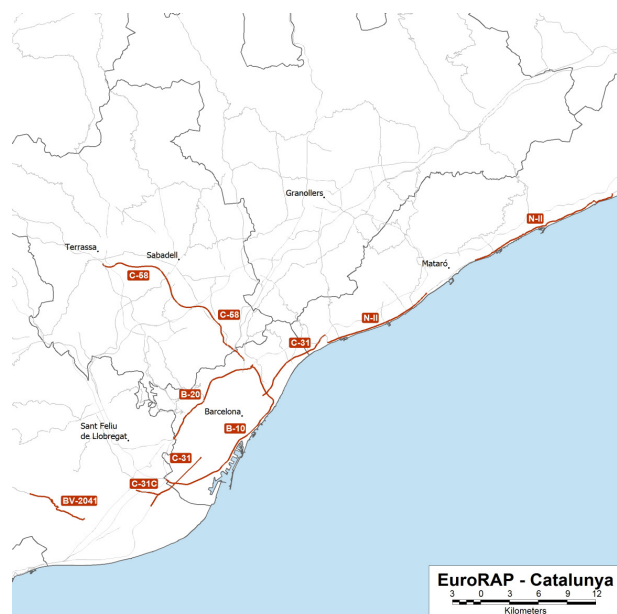 Granollers
N-II
Terrassa
Sabadell
Mataró
C-58
C-58
N-II
C-31
B-20
Barcelona
Sant Feliu
de Llobregat
B-10
C-31
C-31C
BV-2041
EuroRAP - Catalunya
3 0 3 6 9 12
Kilometers